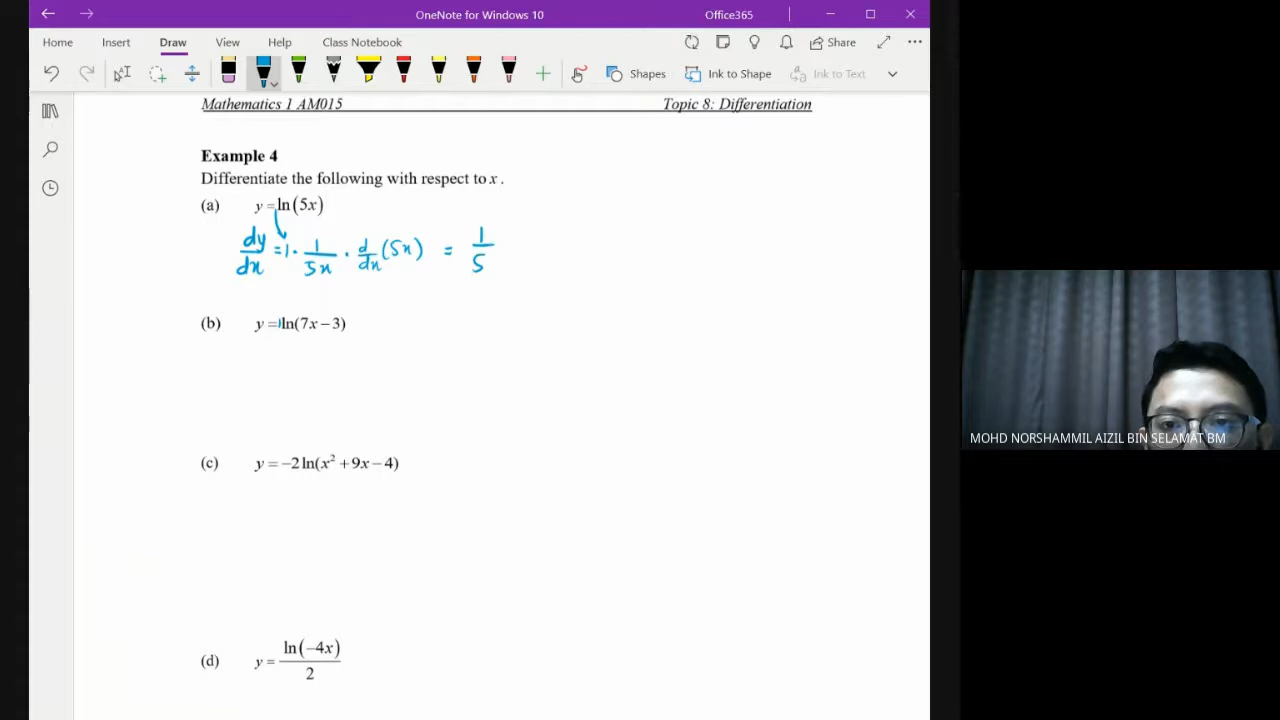 OneNote for Windows 10
Office365
Home Insert Draw View Help Class Notebook
Share
Shapes Ink to Shape Ink to Text
Mathematics 1 AM015 Topic 8: Differentiation
Example 4
Differentiate the following with respect to x .
(a) y = ln(5x)
dy/dx = 1 · 1/5x · d/dx (5x) = 1/5
(b) y = 1ln(7x − 3)
(c) y = −2 ln(x² + 9x − 4)
(d) y = ln(−4x)/2
MOHD NORSHAMMIL AIZIL BIN SELAMAT BM